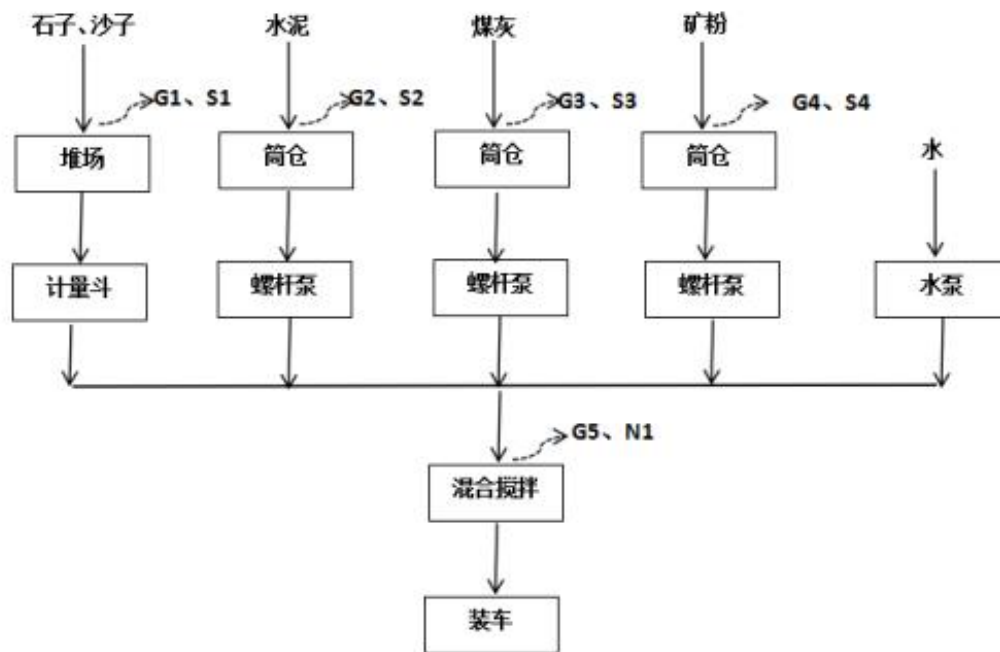 石子、沙子 水泥 煤灰 矿粉
G1、S1 G2、S2 G3、S3 G4、S4
堆场 筒仓 筒仓 筒仓 水
计量斗 螺杆泵 螺杆泵 螺杆泵 水泵
G5、N1
混合搅拌
装车